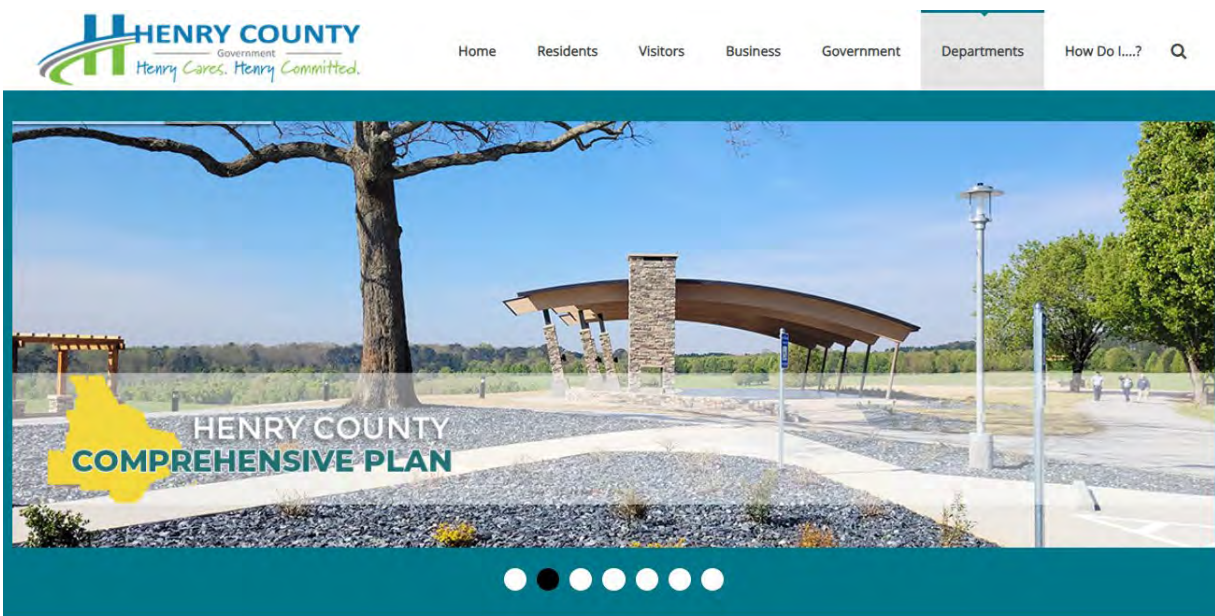 HENRY COUNTY
Government
Henry Cares. Henry Committed.
Home Residents Visitors Business Government Departments How Do I....?
HENRY COUNTY
COMPREHENSIVE PLAN